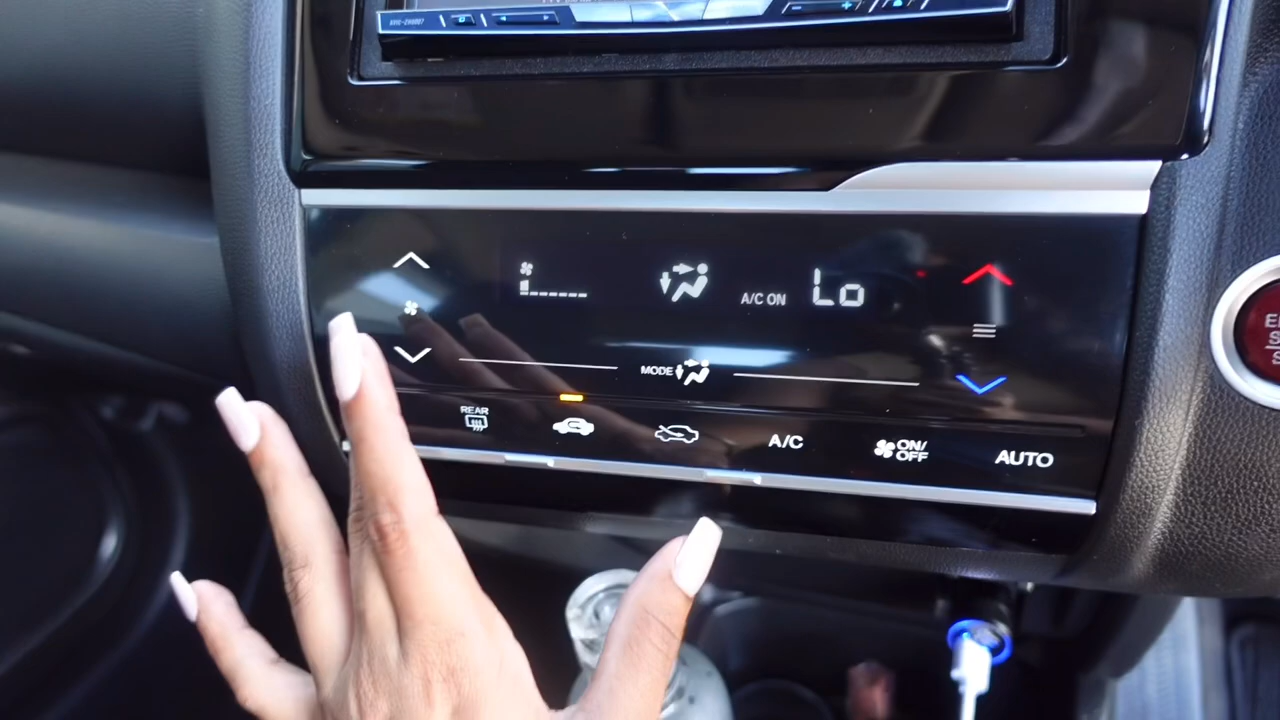 A/C ON
Lo
MODE
REAR
A/C
ON/
OFF
AUTO